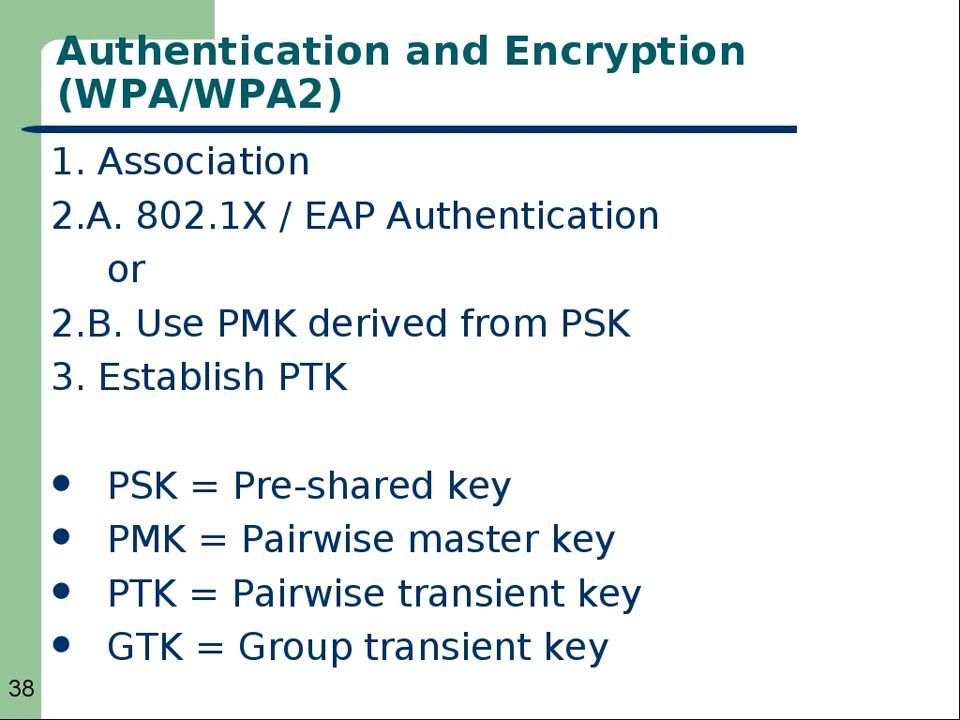 Authentication and Encryption
(WPA/WPA2)
1. Association
2.A. 802.1X / EAP Authentication
or
2.B. Use PMK derived from PSK
3. Establish PTK
● PSK = Pre-shared key
● PMK = Pairwise master key
● PTK = Pairwise transient key
● GTK = Group transient key
38